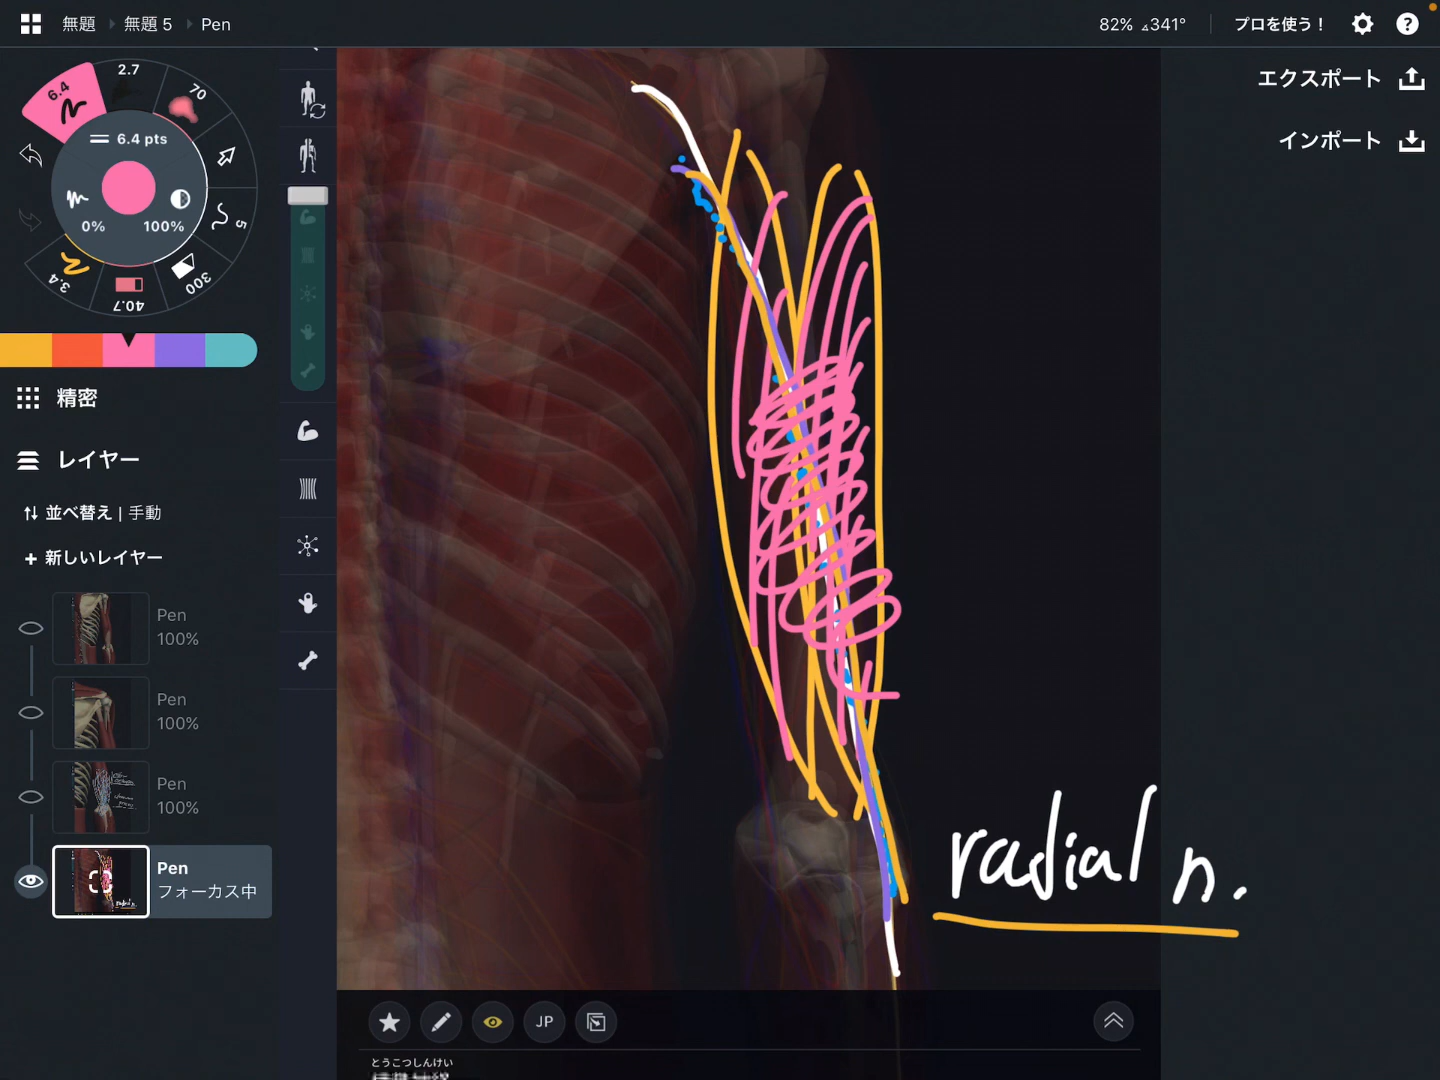 無題 無題 5 Pen
82% ⊿341°
プロを使う！
エクスポート
インポート
2.7
6.4
70
6.4 pts
0% 100%
5
3.4
40.7
300
精密
レイヤー
並べ替え | 手動
+ 新しいレイヤー
Pen
100%
Pen
100%
Pen
100%
Pen
フォーカス中
radial n.
JP
とうこつしんけい